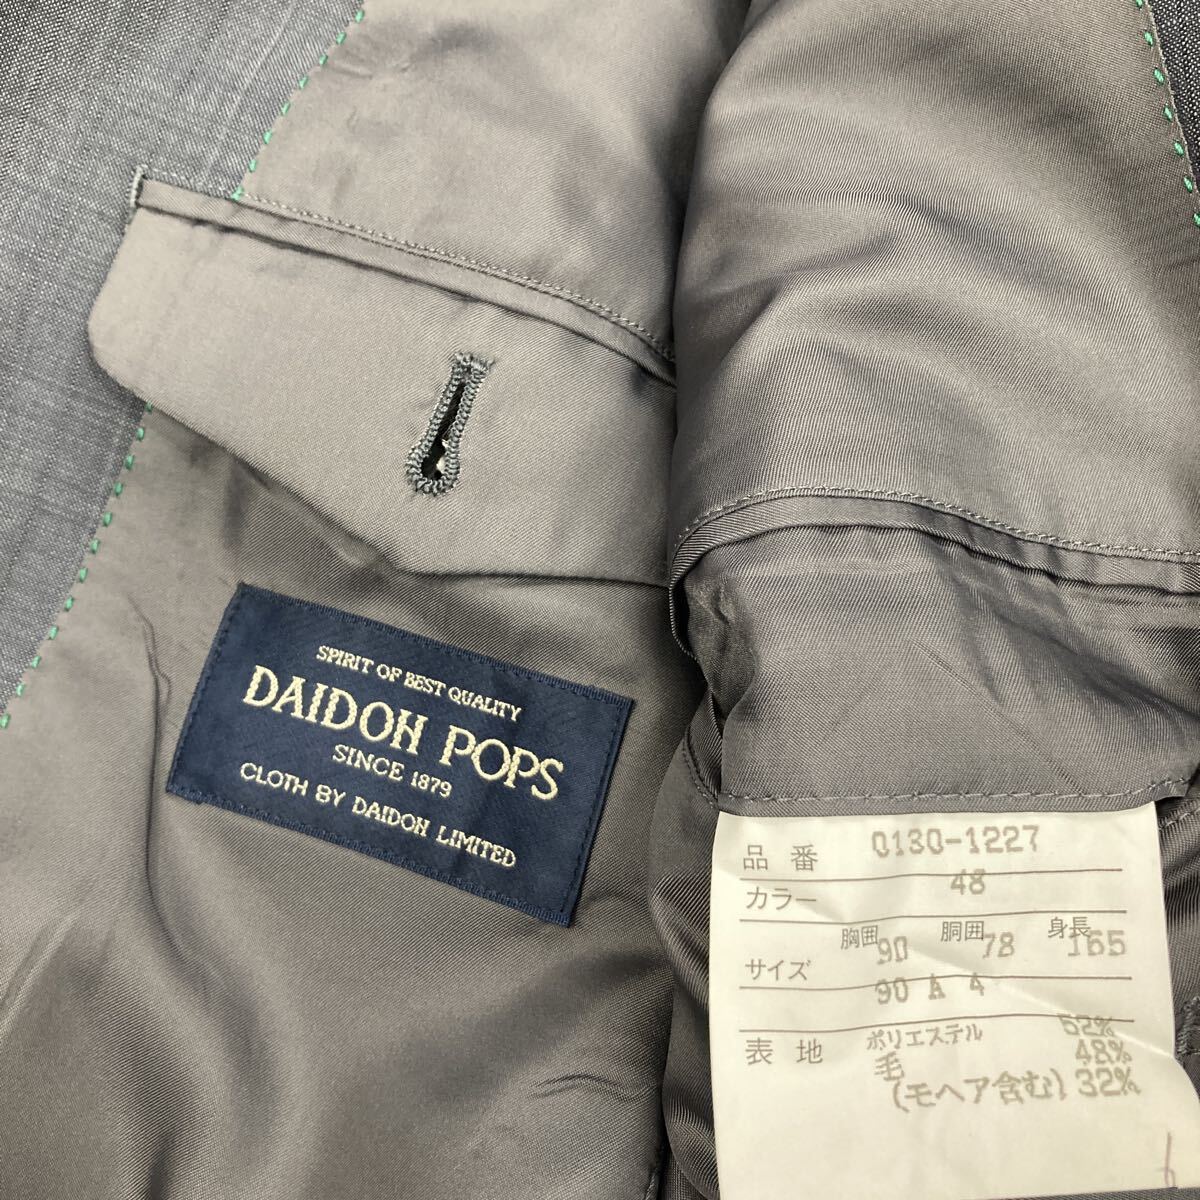 SPIRIT OF BEST QUALITY
DAIDOH POPS
SINCE 1879
CLOTH BY DAIDOH LIMITED
品番 0130-1227
カラー 48
胸囲 90 胴囲 78 身長 165
サイズ 90 A 4
表地 ポリエステル 52%
毛 48%
(モヘア含む) 32%